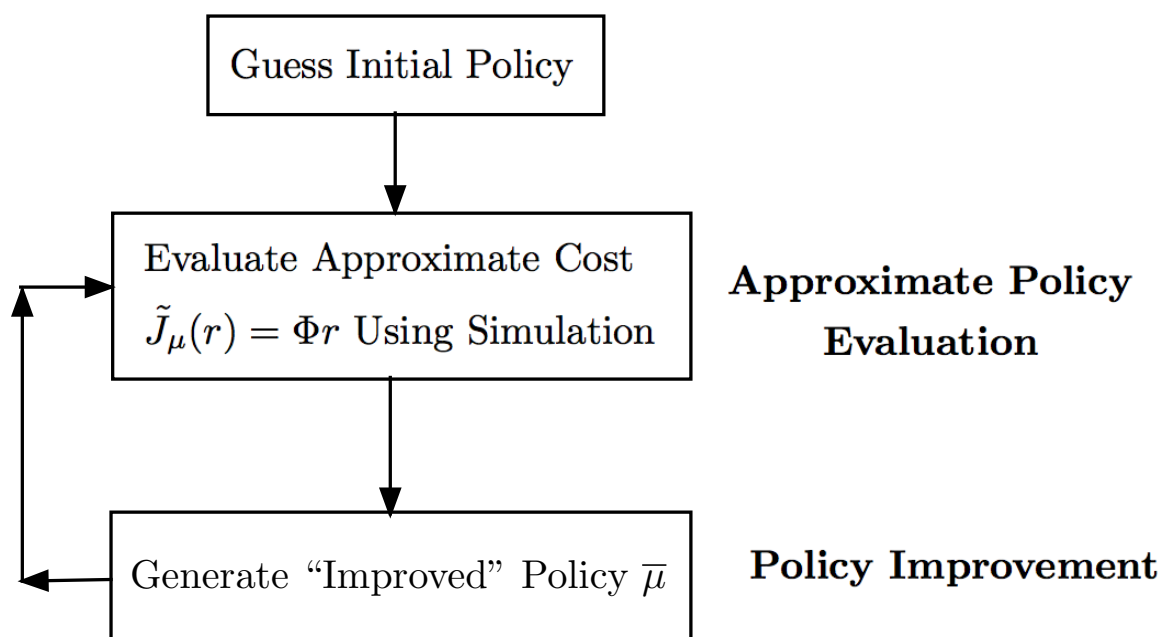 Guess Initial Policy
Evaluate Approximate Cost
J̃μ(r) = Φr Using Simulation
Approximate Policy
Evaluation
Generate “Improved” Policy μ̅
Policy Improvement